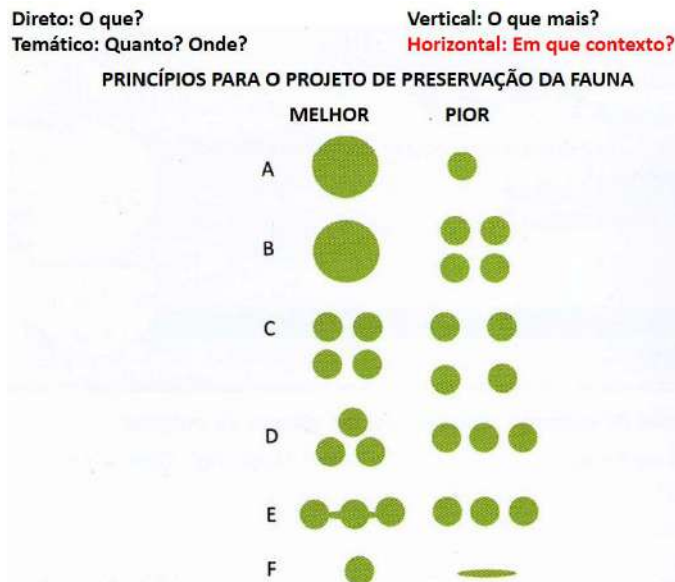 Direto: O que?
Vertical: O que mais?
Temático: Quanto? Onde?
Horizontal: Em que contexto?
PRINCÍPIOS PARA O PROJETO DE PRESERVAÇÃO DA FAUNA
MELHOR PIOR
A
B
C
D
E
F